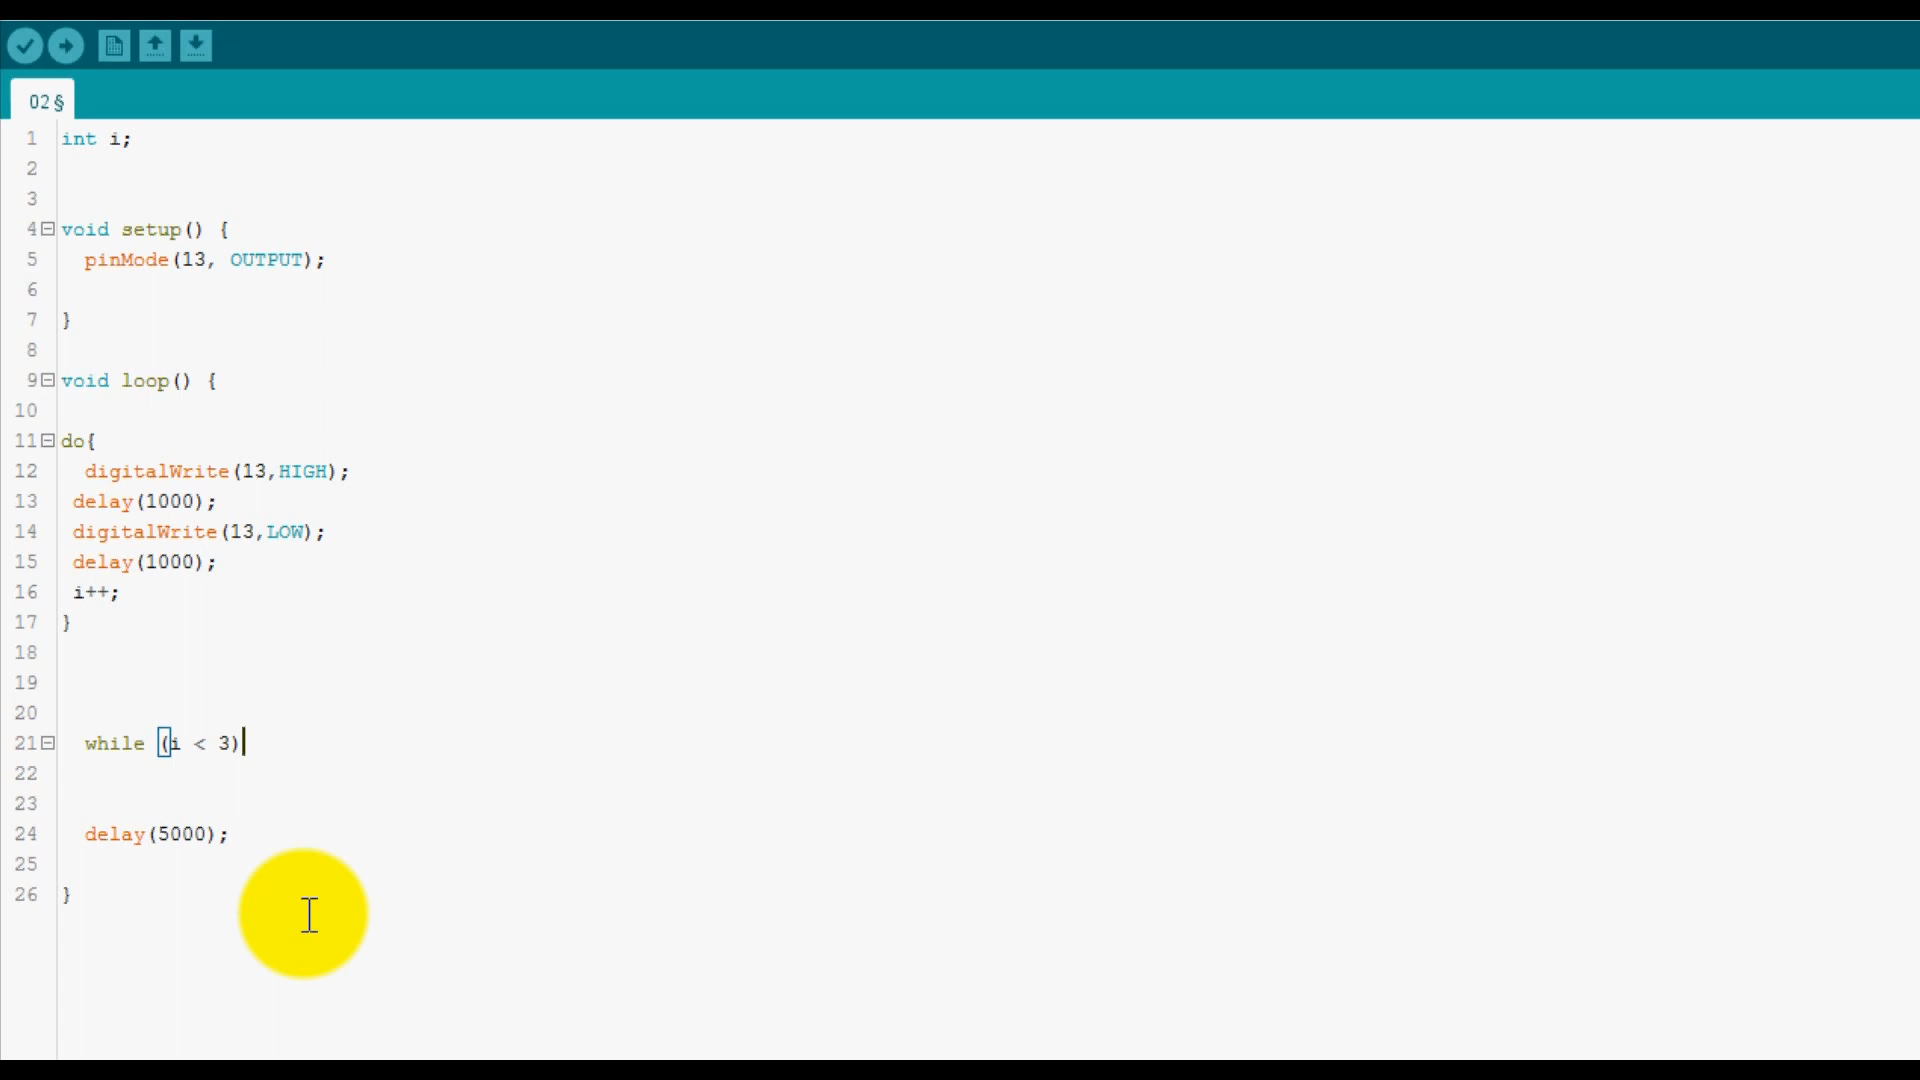 02 §
1 int i;
2
3
4 void setup() {
5 pinMode(13, OUTPUT);
6
7 }
8
9 void loop() {
10
11 do{
12 digitalWrite(13,HIGH);
13 delay(1000);
14 digitalWrite(13,LOW);
15 delay(1000);
16 i++;
17 }
18
19
20
21 while (i < 3)
22
23
24 delay(5000);
25
26 }